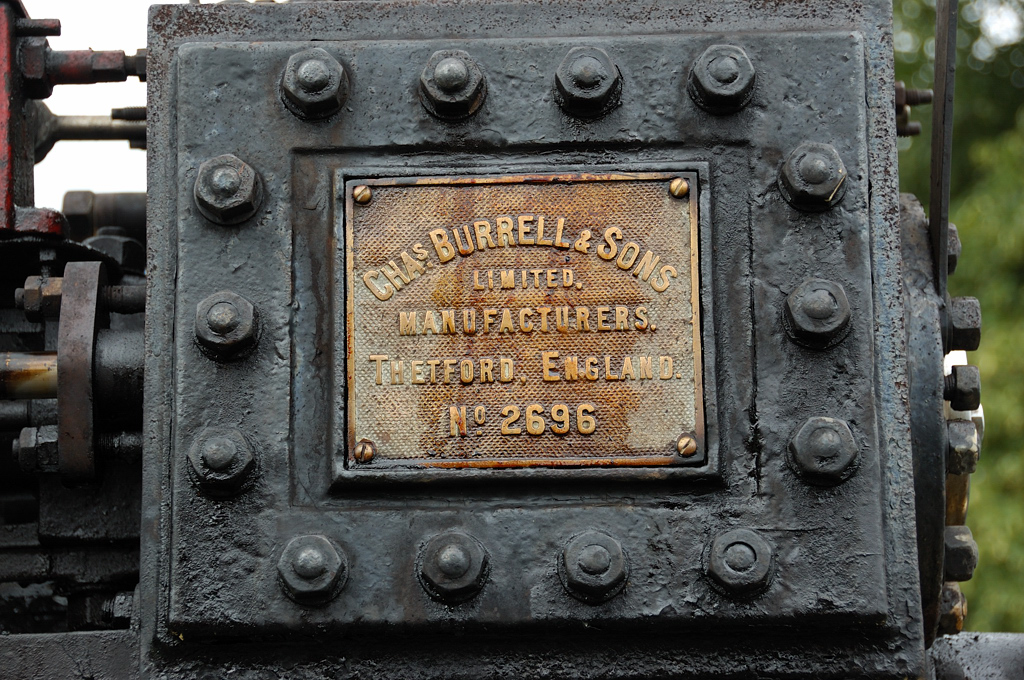 CHAS BURRELL & SONS
LIMITED.
MANUFACTURERS.
THETFORD, ENGLAND.
No 2696